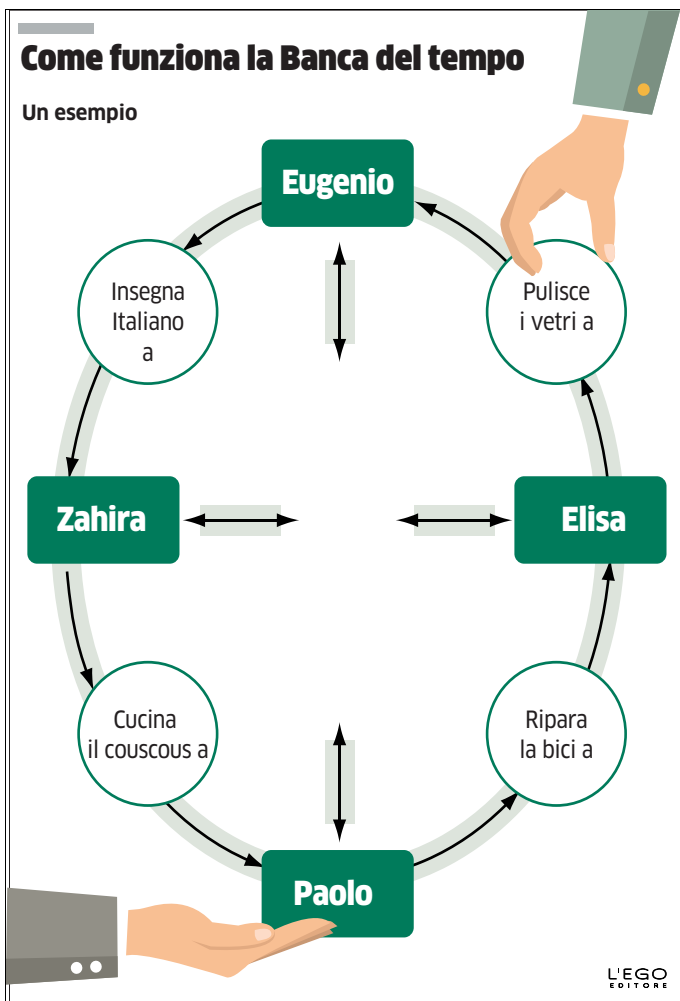 Come funziona la Banca del tempo
Un esempio
Eugenio
Insegna
Italiano
a
Pulisce
i vetri a
Zahira
Elisa
Cucina
il couscous a
Ripara
la bici a
Paolo
L'EGO
EDITORE